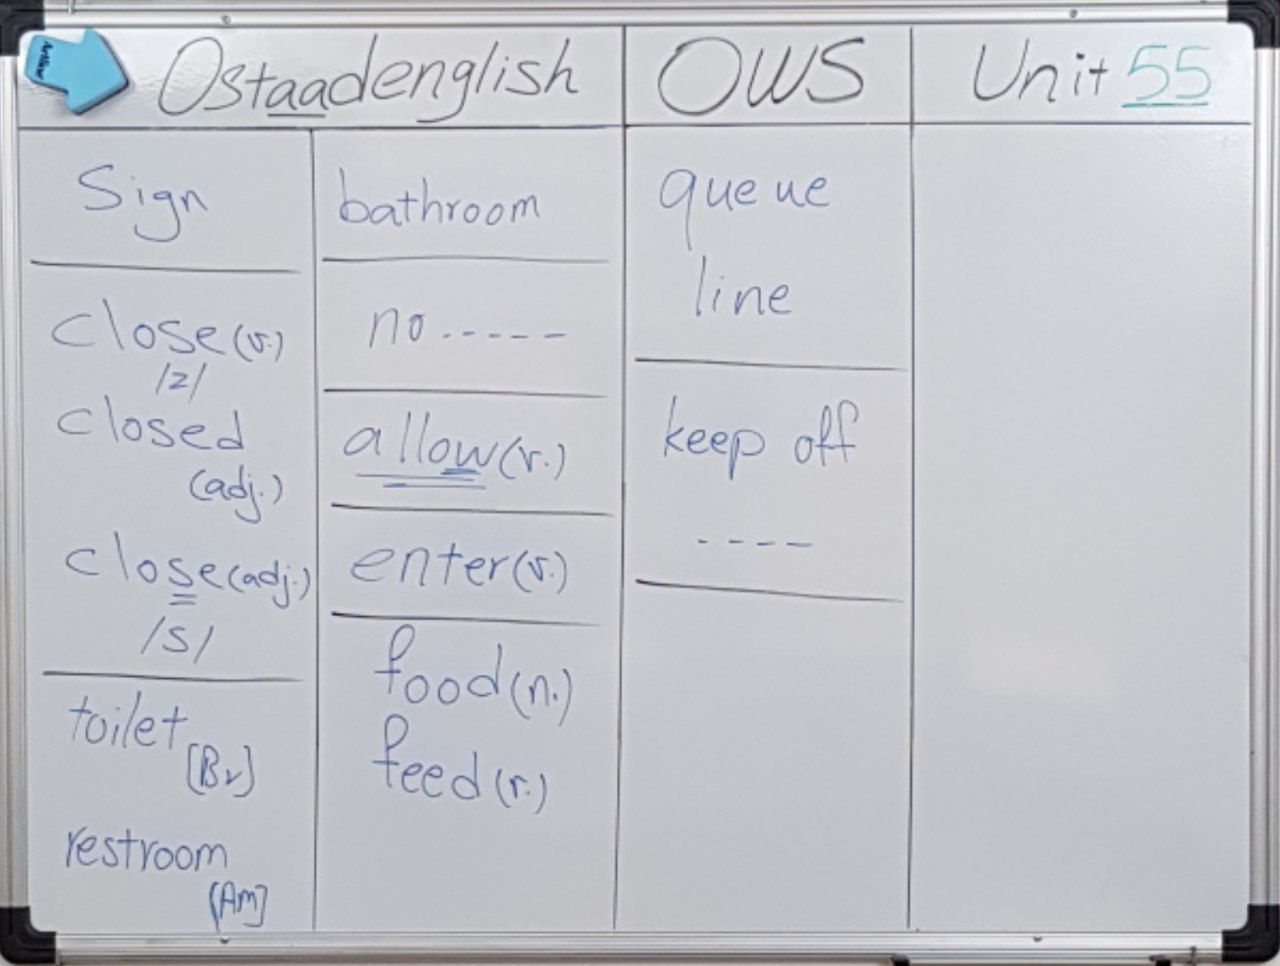 Ostaadenglish
OWS
Unit 55
Sign
close (v.)
/z/
closed
(adj.)
close (adj.)
/s/
toilet
[Br]
restroom
[Am]
bathroom
no -----
allow (v.)
enter (v.)
food (n.)
feed (v.)
queue
line
keep off
----